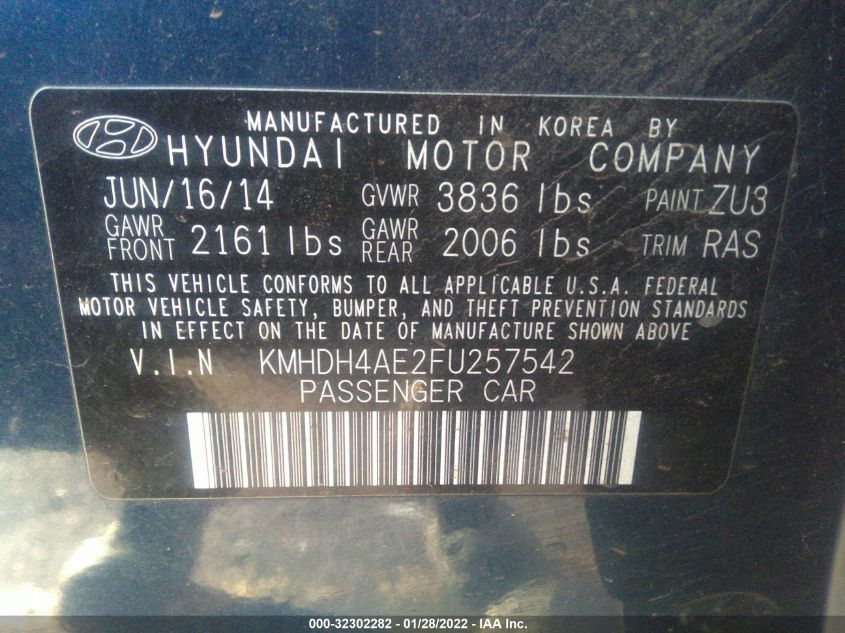 MANUFACTURED IN KOREA BY
HYUNDAI MOTOR COMPANY
JUN/16/14 GVWR 3836 lbs PAINT ZU3
GAWR FRONT 2161 lbs GAWR REAR 2006 lbs TRIM RAS
THIS VEHICLE CONFORMS TO ALL APPLICABLE U.S.A. FEDERAL
MOTOR VEHICLE SAFETY, BUMPER, AND THEFT PREVENTION STANDARDS
IN EFFECT ON THE DATE OF MANUFACTURE SHOWN ABOVE
V.I.N KMHDH4AE2FU257542
PASSENGER CAR
000-32302282 - 01/28/2022 - IAA Inc.